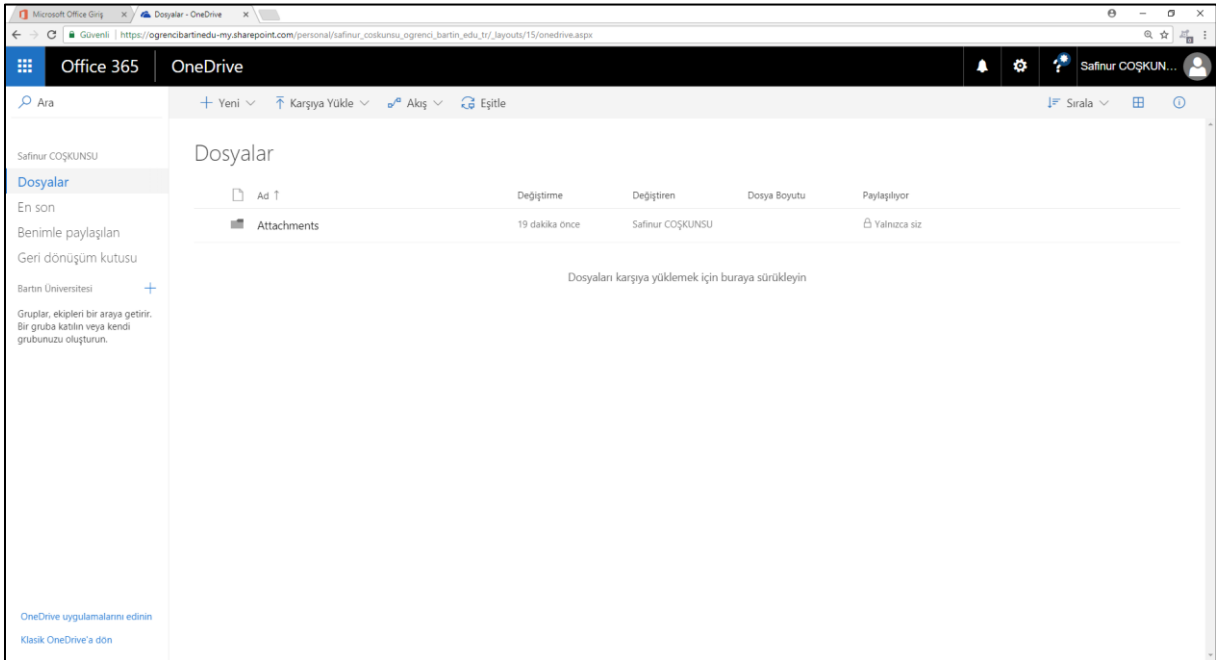 Microsoft Office Giriş
Dosyalar - OneDrive
Güvenli | https://ogrencibartinedu-my.sharepoint.com/personal/safinur_coskunsu_ogrenci_bartin_edu_tr/_layouts/15/onedrive.aspx
Office 365 OneDrive Safinur COŞKUN...
Ara Yeni Karşıya Yükle Akış Eşitle Sırala
Safinur COŞKUNSU
Dosyalar
En son
Benimle paylaşılan
Geri dönüşüm kutusu
Bartın Üniversitesi
Gruplar, ekipleri bir araya getirir.
Bir gruba katılın veya kendi
grubunuzu oluşturun.
OneDrive uygulamalarını edinin
Klasik OneDrive'a dön
Dosyalar
Ad ↑ Değiştirme Değiştiren Dosya Boyutu Paylaşılıyor
Attachments 19 dakika önce Safinur COŞKUNSU Yalnızca siz
Dosyaları karşıya yüklemek için buraya sürükleyin